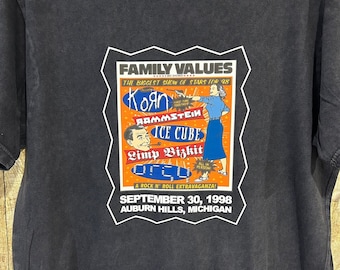 FAMILY VALUES
THE BIGGEST SHOW OF STARS FOR '98
KoRn
RAMMSTEIN
ICE CUBE
Limp Bizkit
OrGy
A ROCK N' ROLL EXTRAVAGANZA!
SEPTEMBER 30, 1998
AUBURN HILLS, MICHIGAN